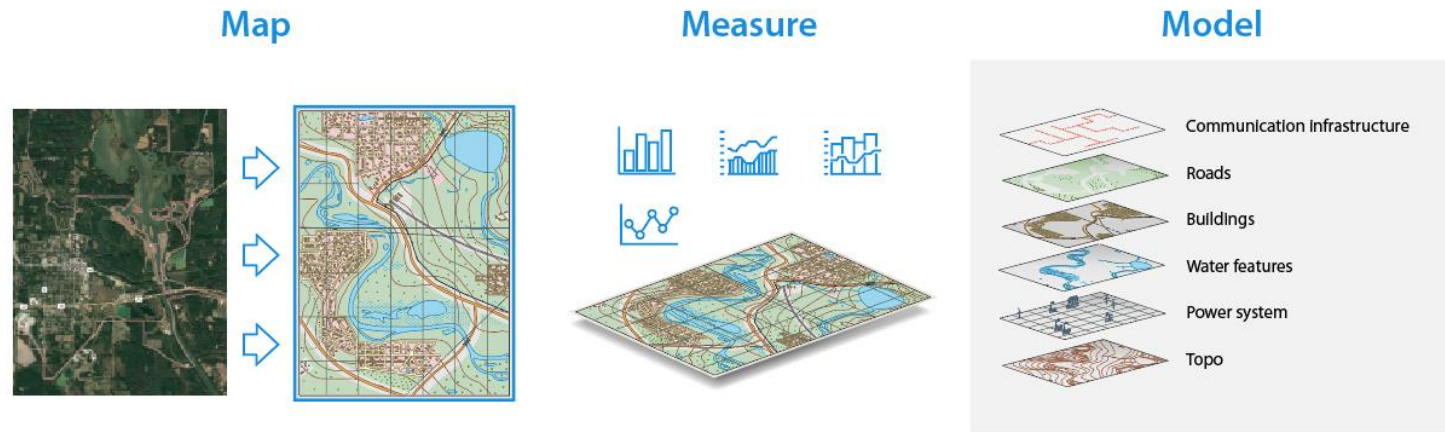 Map
Measure
Model
Communication infrastructure
Roads
Buildings
Water features
Power system
Topo